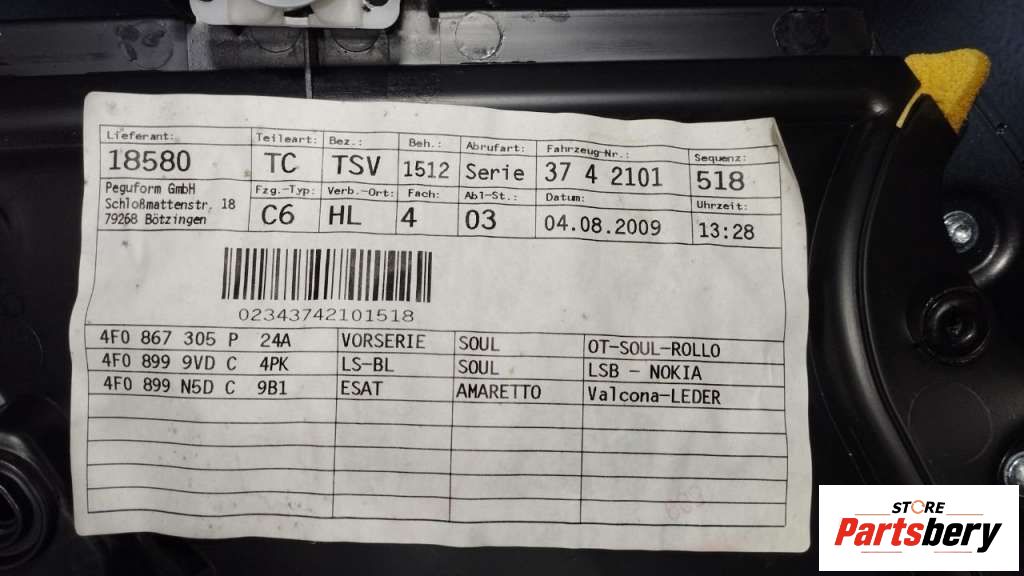 Lieferant: Teileart: Bez.: Beh.: Abrufart: Fahrzeug-Nr.: Sequenz:
18580 TC TSV 1512 Serie 37 4 2101 518
Peguform GmbH Fzg.-Typ: Verb.-Ort: Fach: Abl-St.: Datum: Uhrzeit:
Schloßmattenstr. 18 C6 HL 4 03 04.08.2009 13:28
79268 Bötzingen
02343742101518
4F0 867 305 P 24A VORSERIE SOUL OT-SOUL-ROLLO
4F0 899 9VD C 4PK LS-BL SOUL LSB - NOKIA
4F0 899 N5D C 9B1 ESAT AMARETTO Valcona-LEDER
STORE
Partsbery